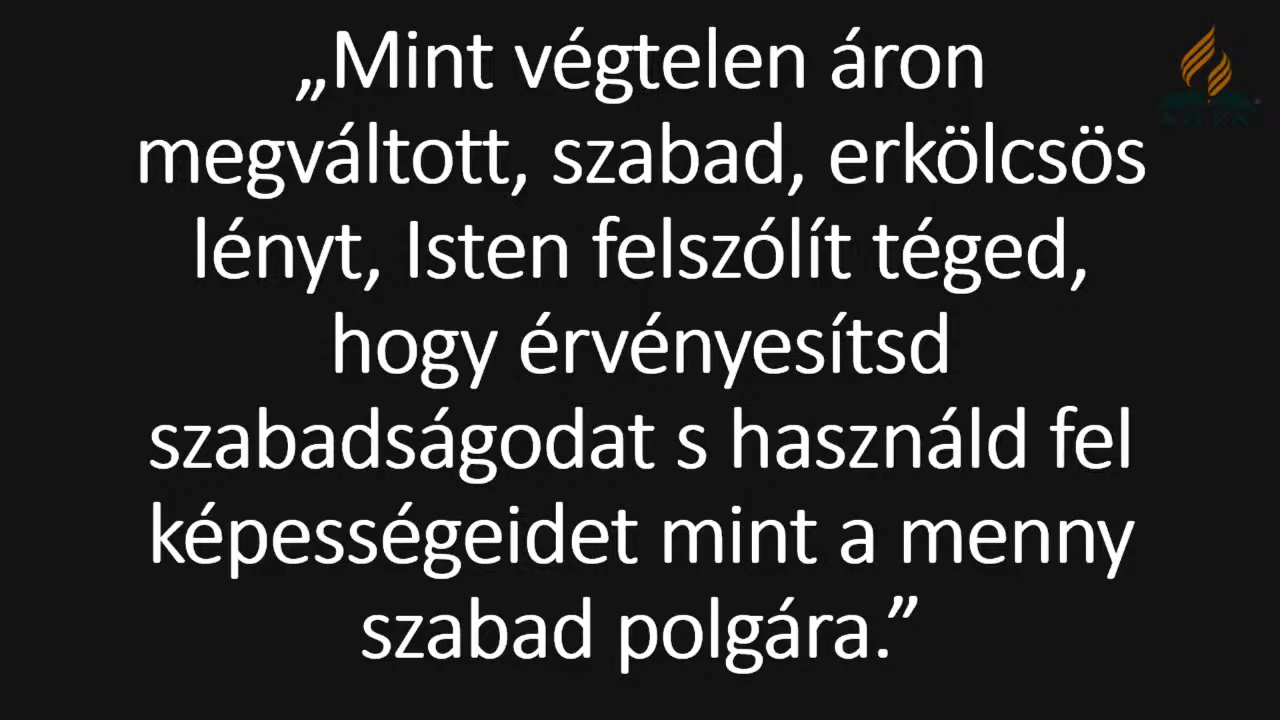 „Mint végtelen áron
megváltott, szabad, erkölcsös
lényt, Isten felszólít téged,
hogy érvényesítsd
szabadságodat s használd fel
képességeidet mint a menny
szabad polgára.”